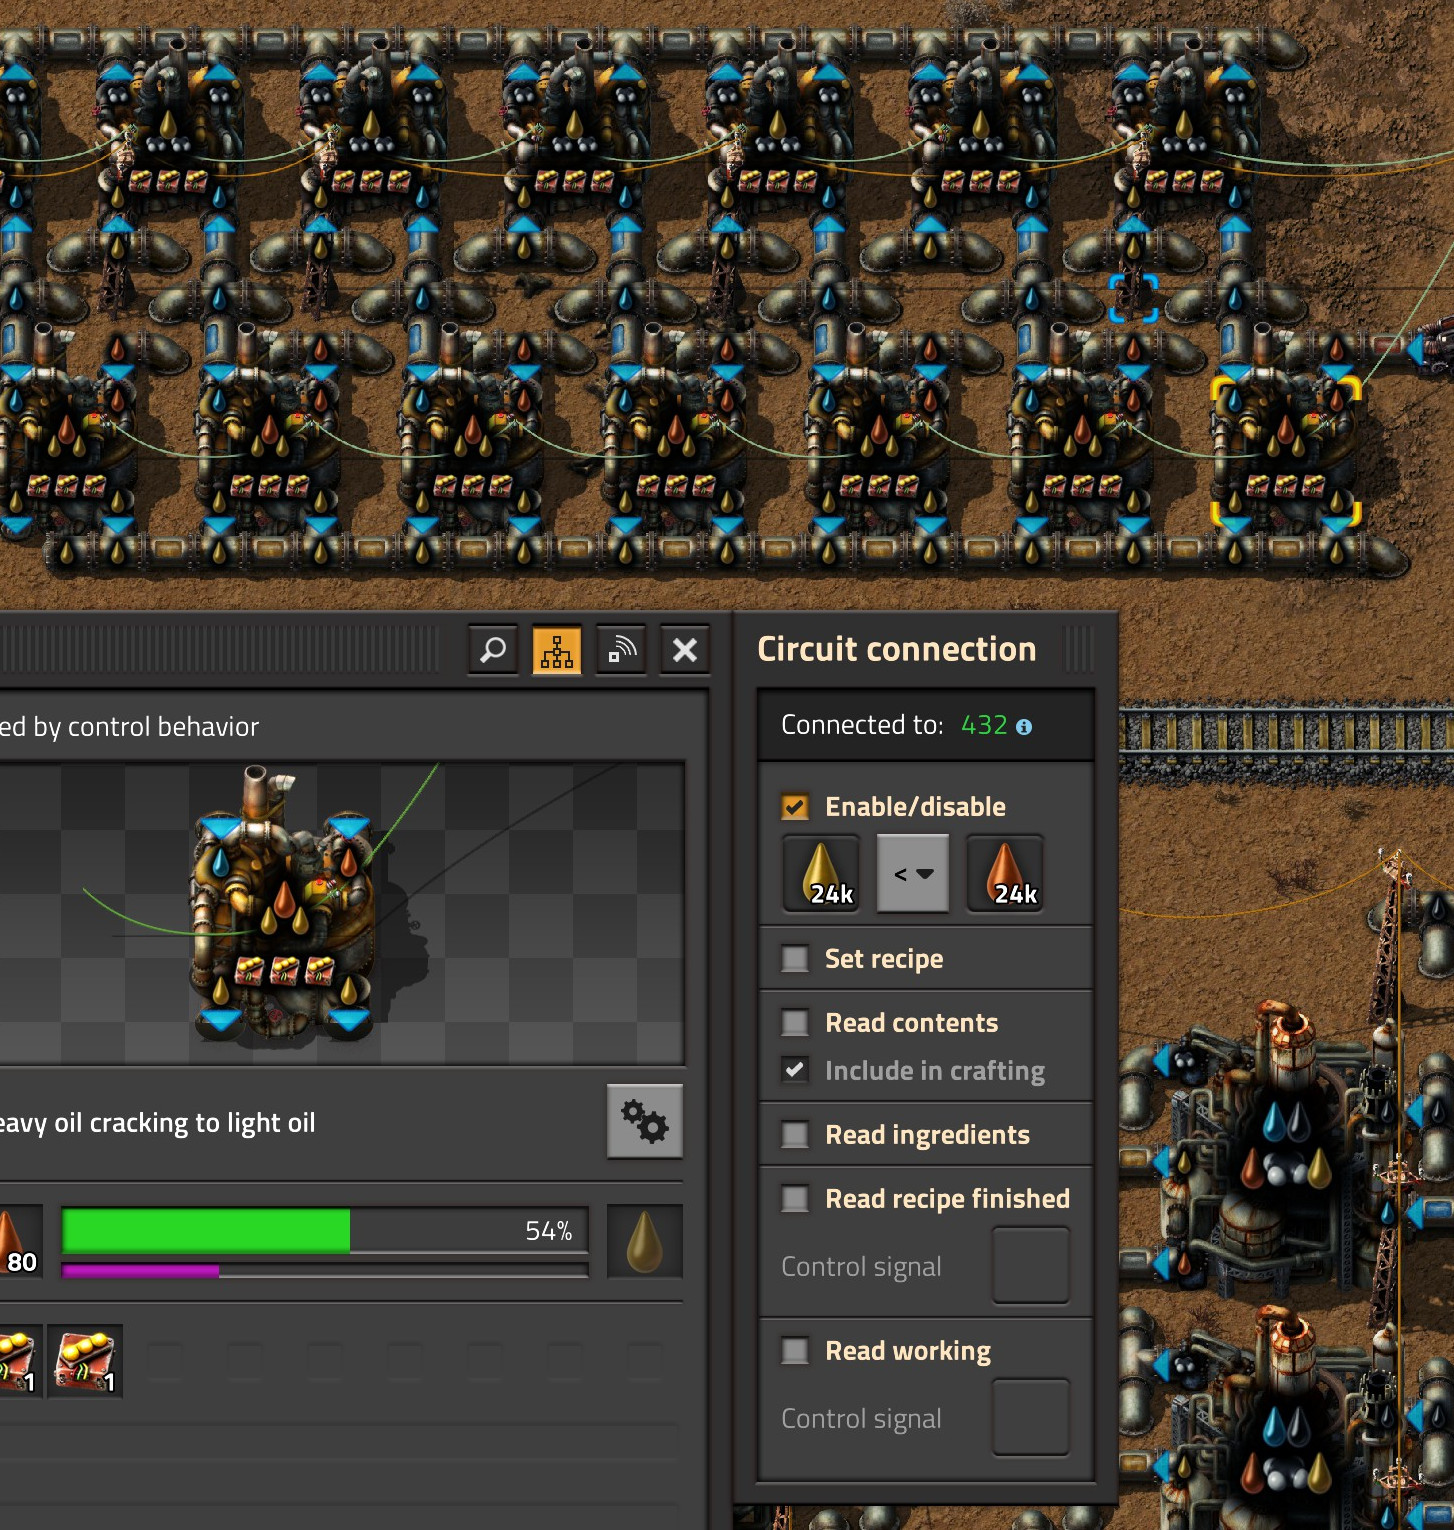 Circuit connection
ed by control behavior
Connected to: 432
Enable/disable
24k < 24k
Set recipe
Read contents
Include in crafting
eavy oil cracking to light oil
Read ingredients
Read recipe finished
80 54%
Control signal
1 1
Read working
Control signal